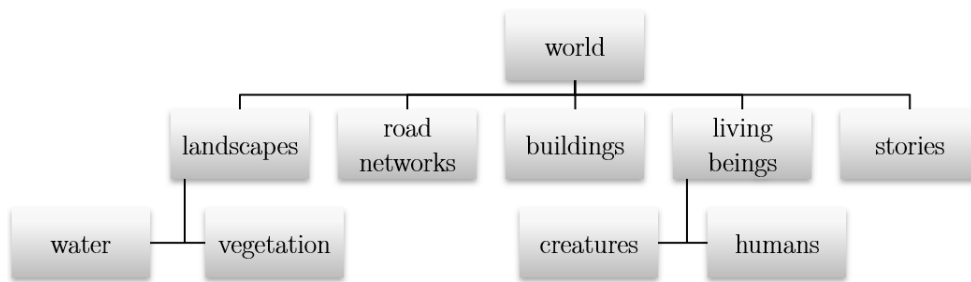 world
landscapes
road
networks
buildings
living
beings
stories
water
vegetation
creatures
humans